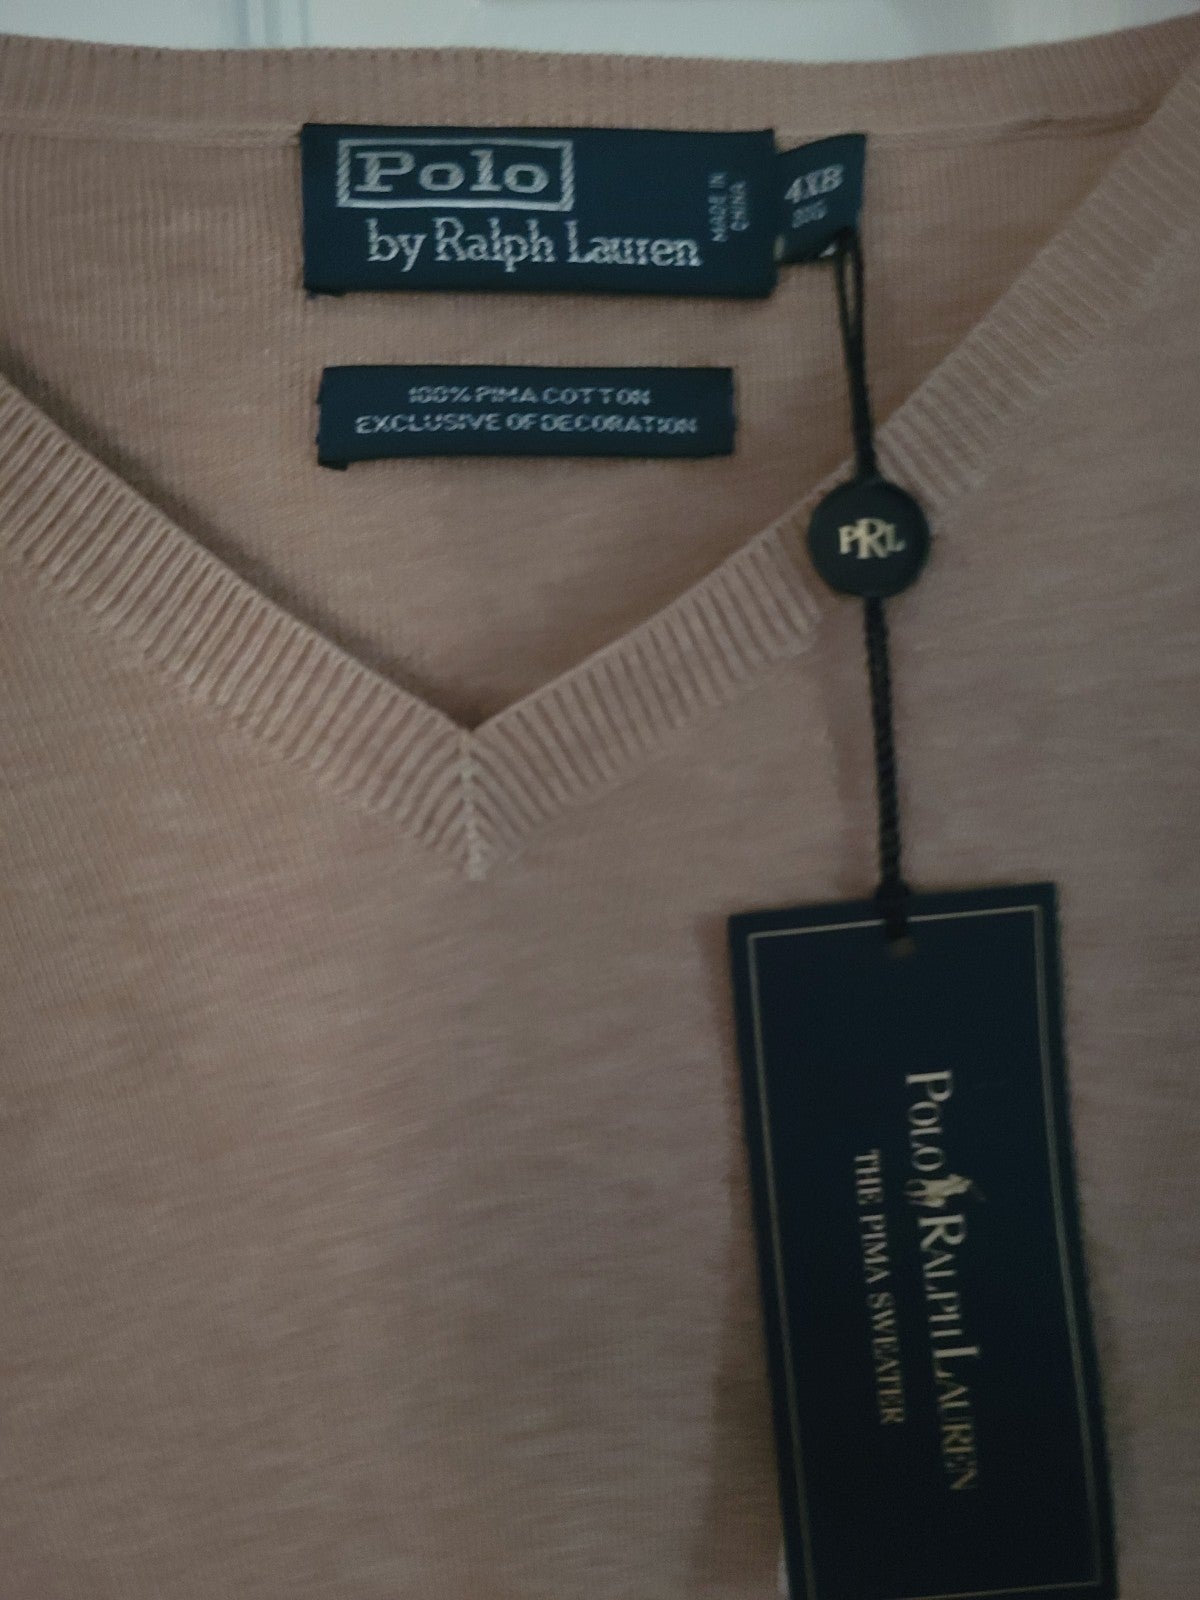 Polo
by Ralph Lauren
MADE IN
CHINA
4XB
100% PIMA COTTON
EXCLUSIVE OF DECORATION
PRL
POLO RALPH LAUREN
THE PIMA SWEATER